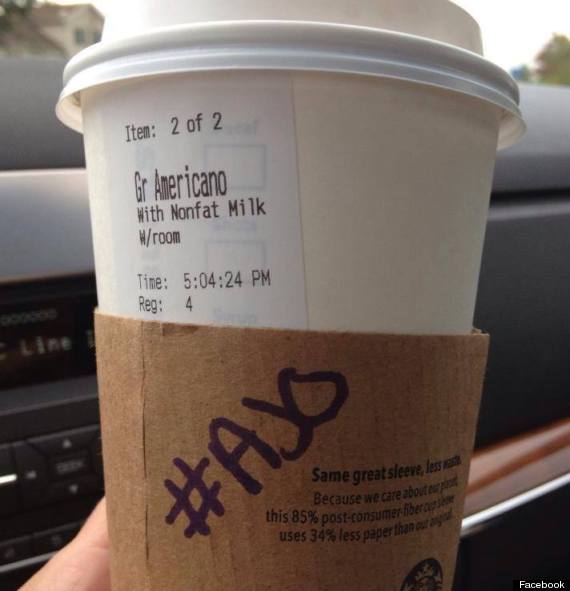 Item: 2 of 2
Gr Americano
With Nonfat Milk
W/room
Time: 5:04:24 PM
Reg: 4
#AJO
Same great sleeve, less waste.
Because we care about our planet,
this 85% post-consumer-fiber cup sleeve
uses 34% less paper than our original.
Facebook